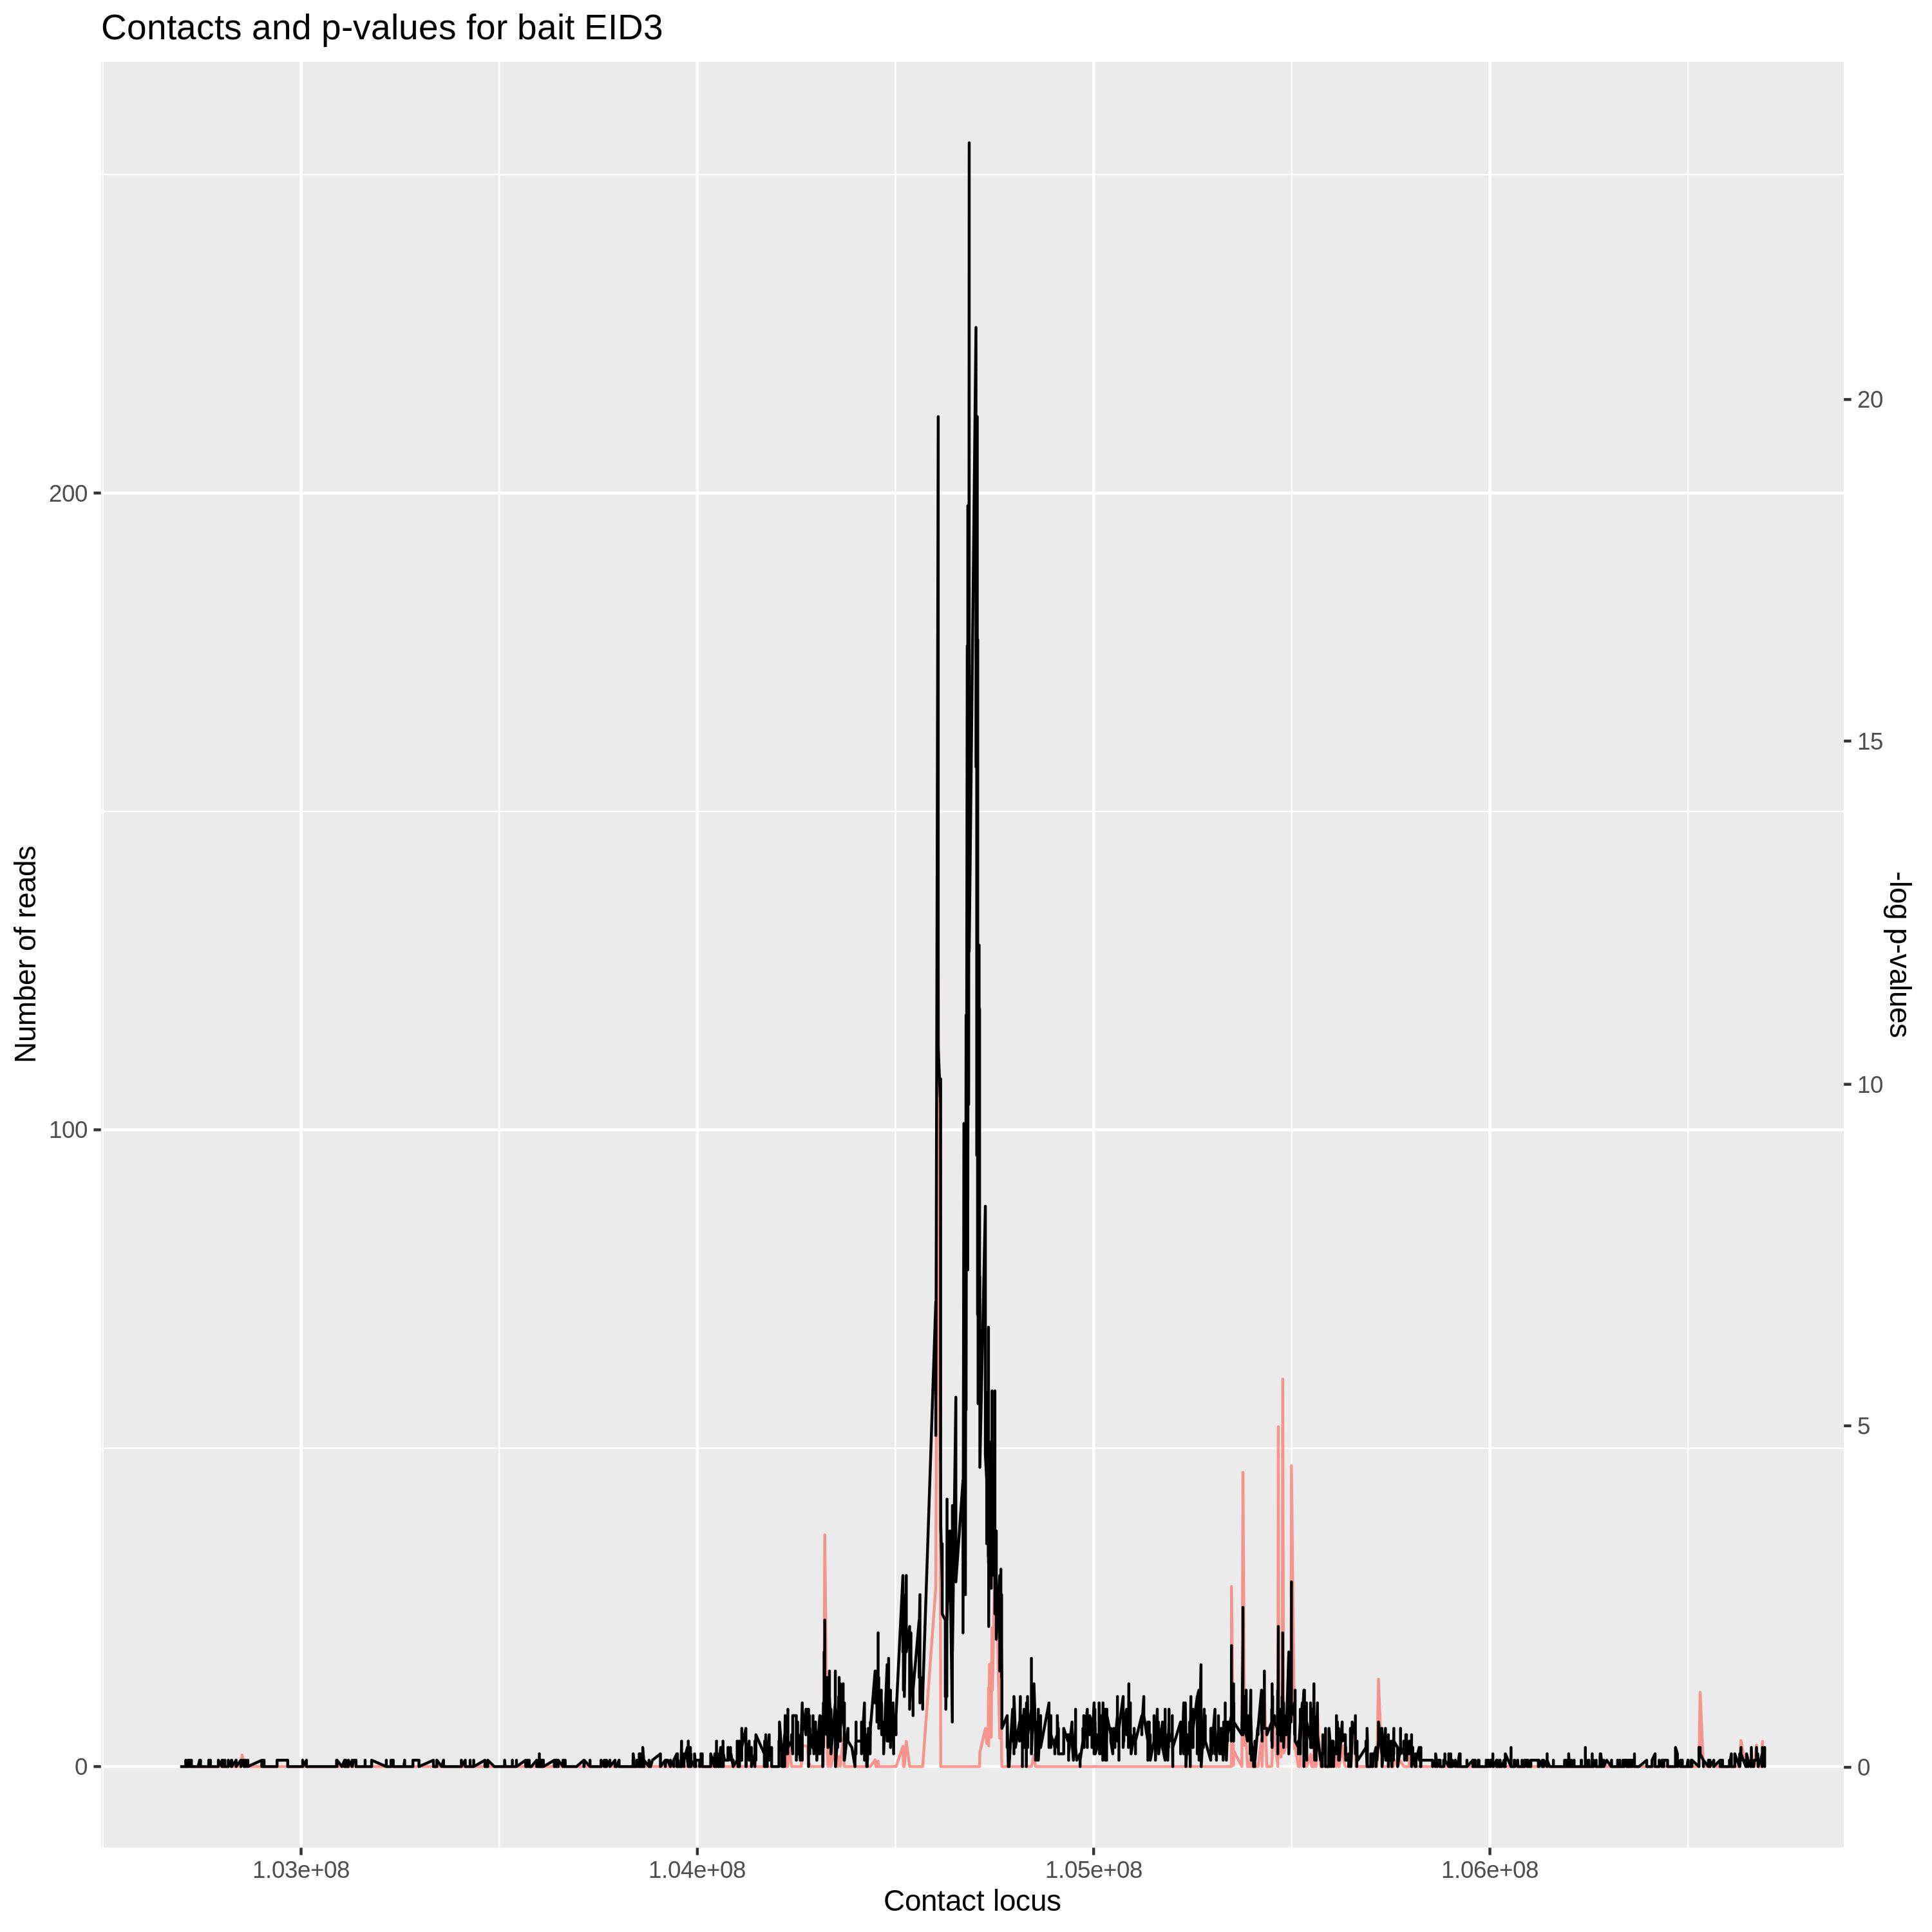 Contacts and p-values for bait EID3
Number of reads
200
100
0
20
15
10
5
0
-log p-values
1.03e+08
1.04e+08
1.05e+08
1.06e+08
Contact locus